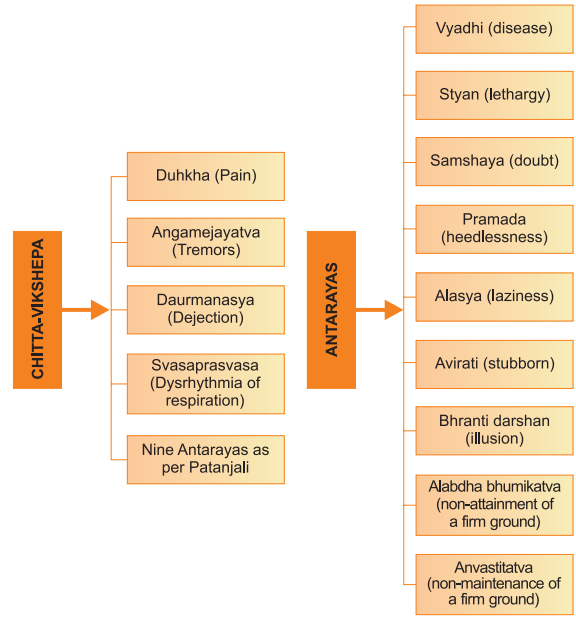 CHITTA-VIKSHEPA
Duhkha (Pain)
Angamejayatva
(Tremors)
Daurmanasya
(Dejection)
Svasaprasvasa
(Dysrhythmia of
respiration)
Nine Antarayas as
per Patanjali
ANTARAYAS
Vyadhi (disease)
Styan (lethargy)
Samshaya (doubt)
Pramada
(heedlessness)
Alasya (laziness)
Avirati (stubborn)
Bhranti darshan
(illusion)
Alabdha bhumikatva
(non-attainment of
a firm ground)
Anvastitatva
(non-maintenance of
a firm ground)